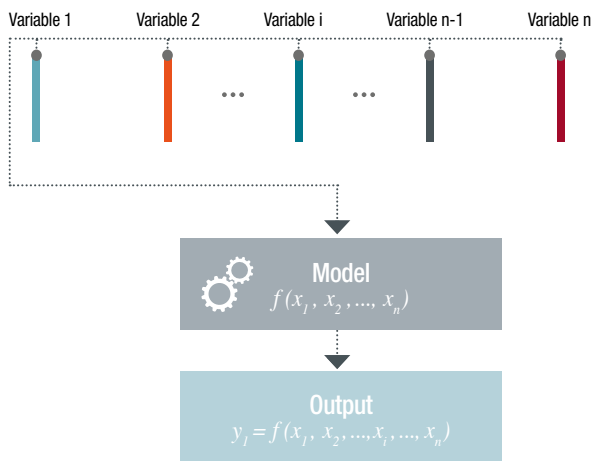 Variable 1 Variable 2 Variable i Variable n-1 Variable n
... ...
Model
f(x₁, x₂,..., xₙ)
Output
y₁=f(x₁, x₂,...,xᵢ,..., xₙ)